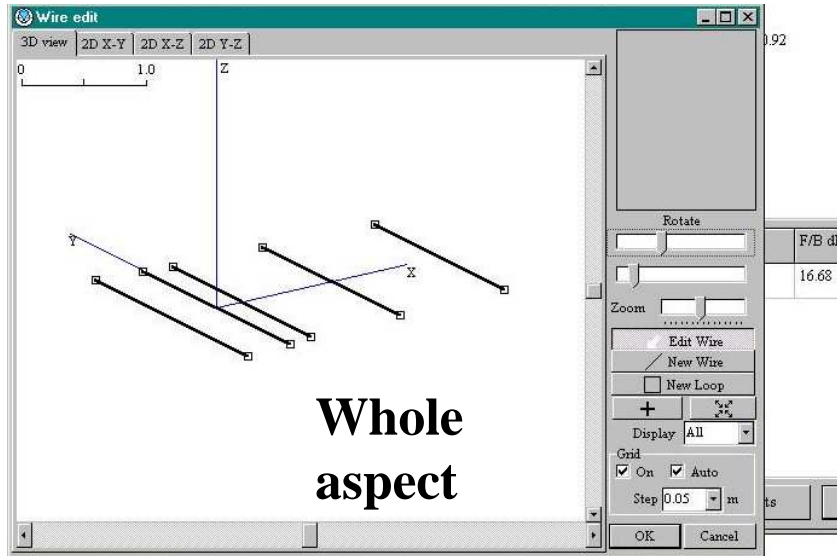 Wire edit
3D view 2D X-Y 2D X-Z 2D Y-Z
0 1.0
Z
Y
X
Whole
aspect
Rotate
Zoom
Edit Wire
New Wire
New Loop
Display All
Grid
On Auto
Step 0.05 m
OK Cancel
0.92
F/B
16.68
ts